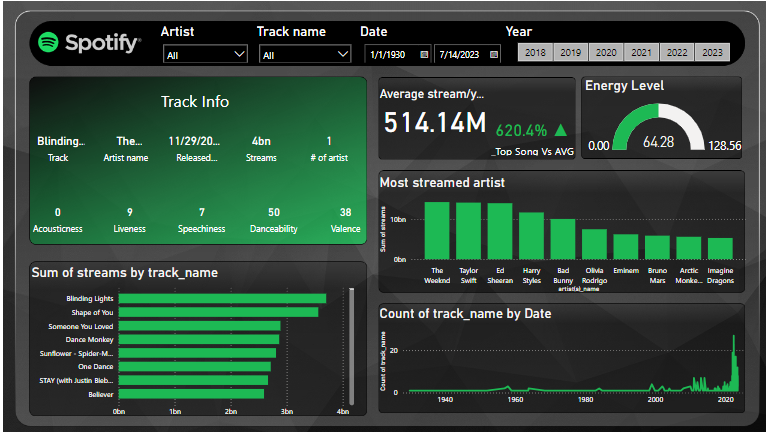 Spotify®
Artist
All
Track name
All
Date
1/1/1930
7/14/2023
Year
2018 2019 2020 2021 2022 2023
Track Info
Blinding... The... 11/29/20... 4bn 1
Track Artist name Released... Streams # of artist
0 9 7 50 38
Acousticness Liveness Speechiness Danceability Valence
Average stream/y...
514.14M 620.4% ▲
_Top Song Vs AVG
Energy Level
0.00 64.28 128.56
Most streamed artist
Sum of streams
10bn
0bn
The Weeknd
Taylor Swift
Ed Sheeran
Harry Styles
Bad Bunny
Olivia Rodrigo
Eminem
Bruno Mars
Arctic Monke...
Imagine Dragons
artist(s)_name
Sum of streams by track_name
Blinding Lights
Shape of You
Someone You Loved
Dance Monkey
Sunflower - Spider-M...
One Dance
STAY (with Justin Bieb...
Believer
0bn 1bn 2bn 3bn 4bn
Count of track_name by Date
Count of track_name
20
0
1940 1960 1980 2000 2020